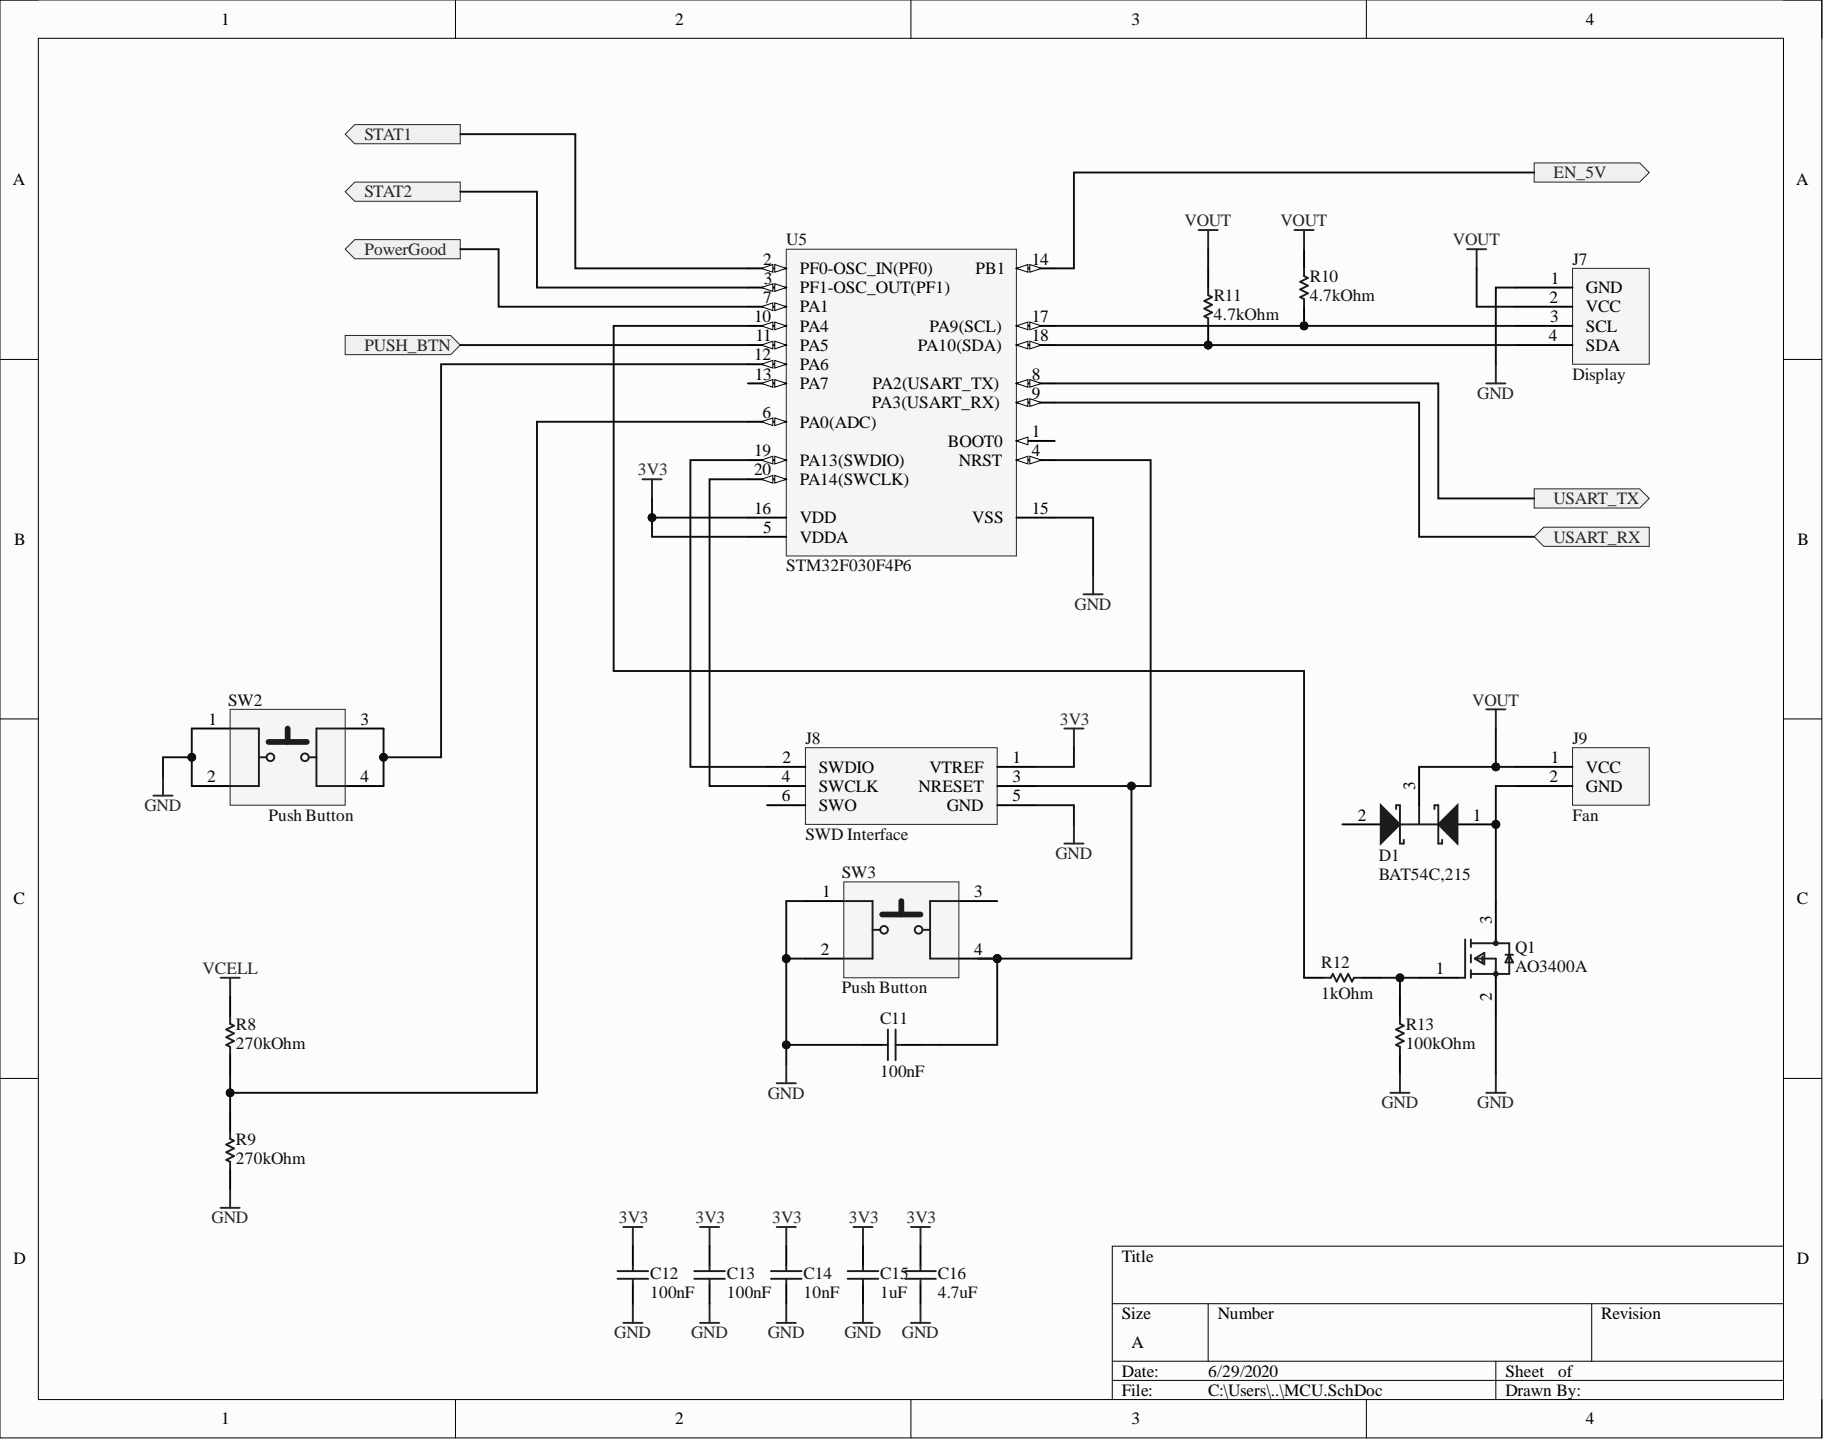 1 2 3 4
A A
B B
C C
D D
1 2 3 4
STAT1
STAT2
PowerGood
PUSH_BTN
EN_5V
USART_TX
USART_RX
U5
2 PF0-OSC_IN(PF0)
3 PF1-OSC_OUT(PF1)
7 PA1
10 PA4
11 PA5
12 PA6
13 PA7
6 PA0(ADC)
19 PA13(SWDIO)
20 PA14(SWCLK)
16 VDD
5 VDDA
PB1 14
PA9(SCL) 17
PA10(SDA) 18
PA2(USART_TX) 8
PA3(USART_RX) 9
BOOT0 1
NRST 4
VSS 15
STM32F030F4P6
3V3
GND
VOUT
R11
4.7kOhm
VOUT
R10
4.7kOhm
VOUT
J7
1 GND
2 VCC
3 SCL
4 SDA
Display
GND
SW2
1 3
2 4
GND
Push Button
J8
2 SWDIO
4 SWCLK
6 SWO
VTREF 1
NRESET 3
GND 5
SWD Interface
3V3
GND
SW3
1 3
2 4
Push Button
C11
100nF
GND
VOUT
J9
1 VCC
2 GND
Fan
3
2 1
D1
BAT54C,215
3
1
2
Q1
AO3400A
R12
1kOhm
R13
100kOhm
GND
GND
VCELL
R8
270kOhm
R9
270kOhm
GND
3V3 3V3 3V3 3V3 3V3
C12 C13 C14 C15 C16
100nF 100nF 10nF 1uF 4.7uF
GND GND GND GND GND
Title
Size Number Revision
A
Date: 6/29/2020 Sheet of
File: C:\Users\..\MCU.SchDoc Drawn By: